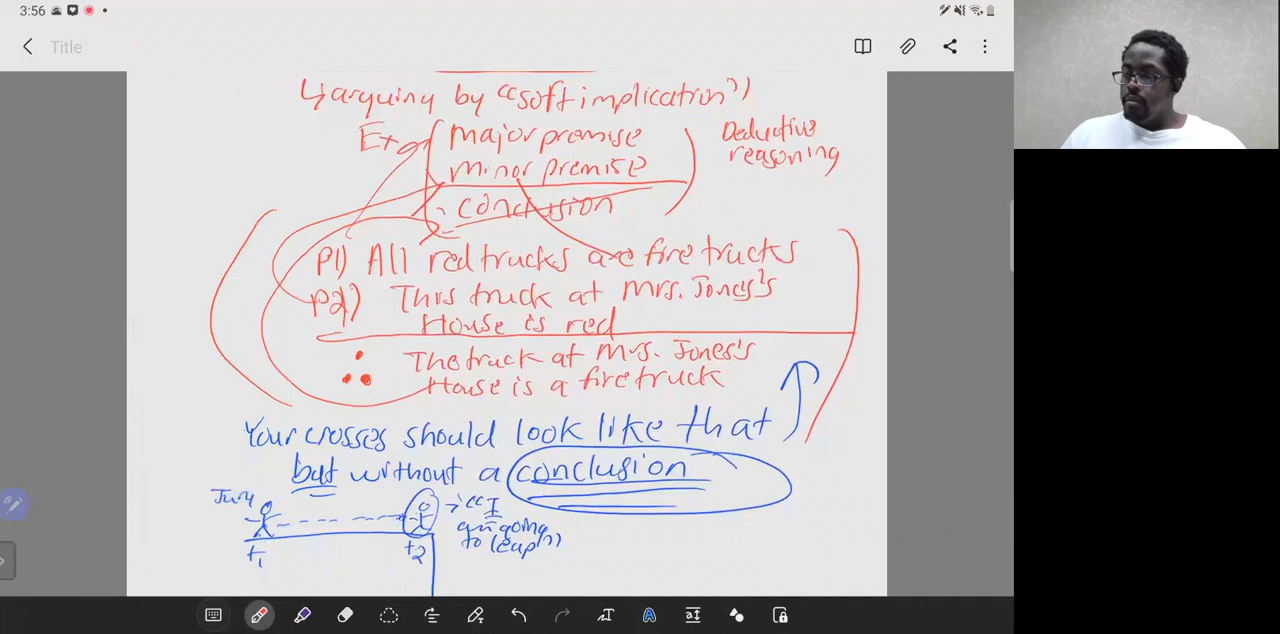 3:56
Title
↳arguing by "soft implication")
Ex of
Major premise
Minor premise
∴ conclusion
Deductive
reasoning
P1) All red trucks are fire trucks
P2) This truck at Mrs. Jones's
House is red
∴ The truck at Mrs. Jones's
House is a fire truck
Your crosses should look like that
but without a conclusion
Jury
t1
t2
→ "I
am going
to leap")